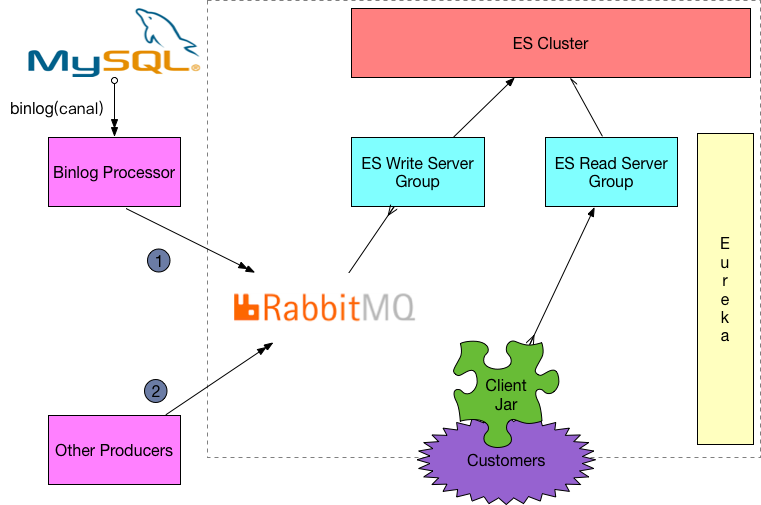 MySQL®
binlog(canal)
Binlog Processor
1
2
Other Producers
ES Cluster
ES Write Server
Group
ES Read Server
Group
RabbitMQ
Client
Jar
Customers
Eureka